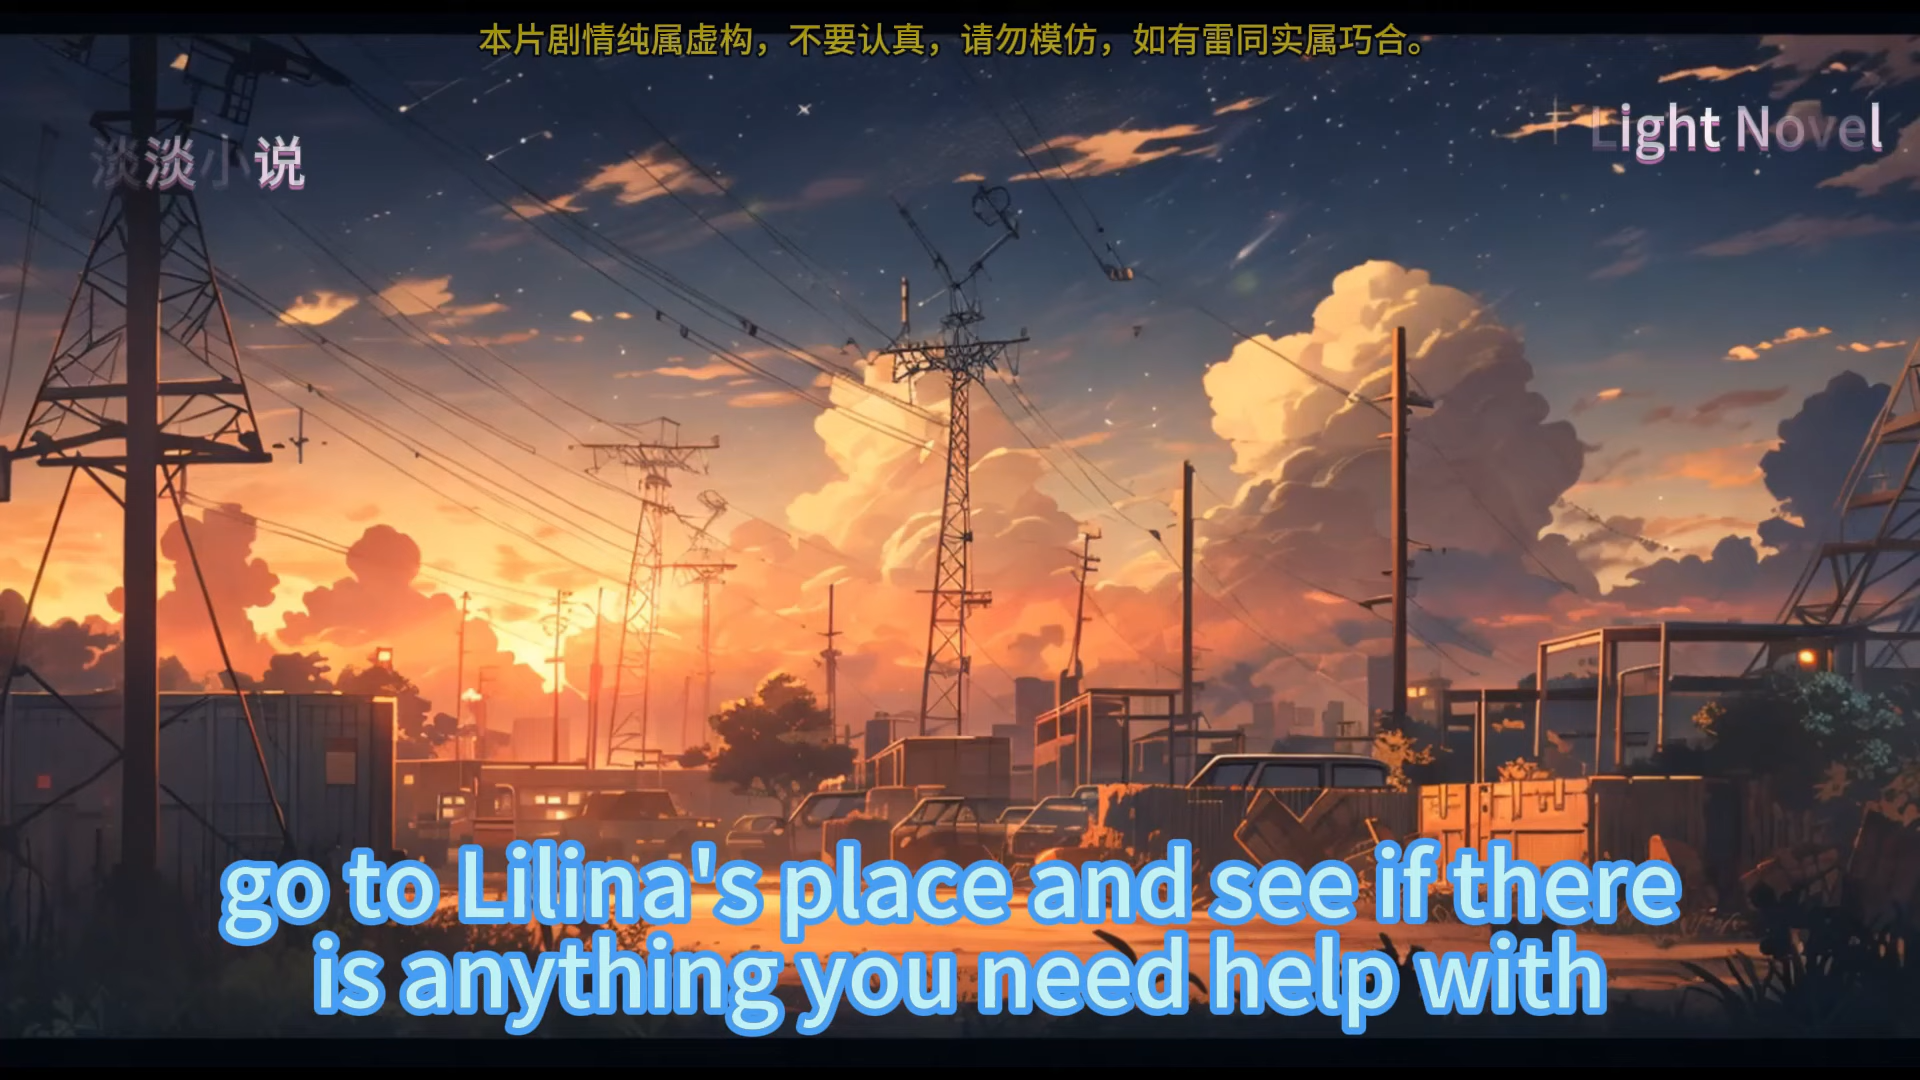 本片剧情纯属虚构，不要认真，请勿模仿，如有雷同实属巧合。
淡淡小说
Light Novel
go to Lilina's place and see if there
is anything you need help with